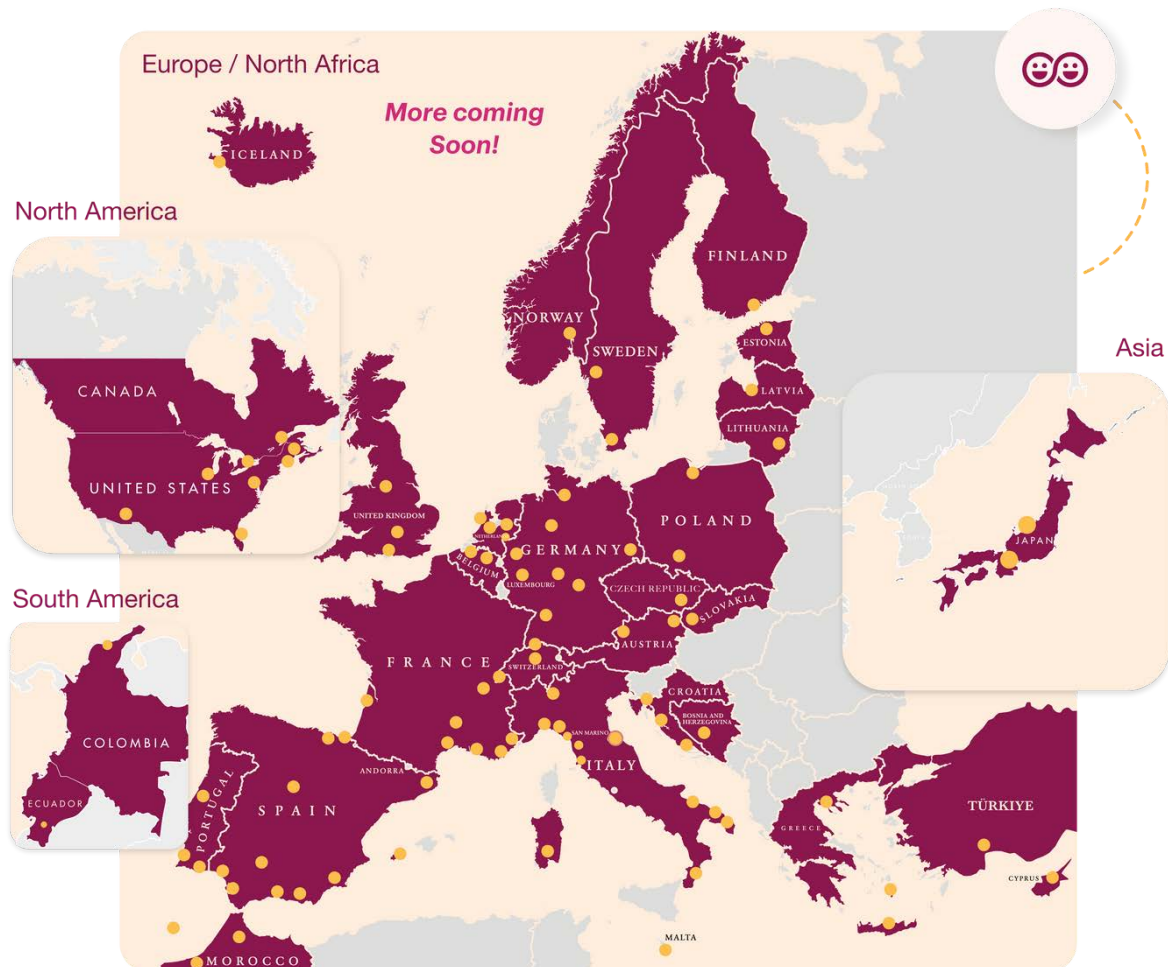 Europe / North Africa
More coming
Soon!
ICELAND
North America
CANADA
UNITED STATES
South America
COLOMBIA
ECUADOR
FINLAND
NORWAY
SWEDEN
ESTONIA
LATVIA
LITHUANIA
UNITED KINGDOM
NETHERLAND
BELGIUM
GERMANY
LUXEMBOURG
POLAND
CZECH REPUBLIC
SLOVAKIA
AUSTRIA
FRANCE
SWITZERLAND
CROATIA
BOSNIA AND
HERZEGOVINA
SAN MARINO
ITALY
ANDORRA
SPAIN
PORTUGAL
GREECE
TÜRKIYE
CYPRUS
MALTA
MOROCCO
Asia
JAPAN